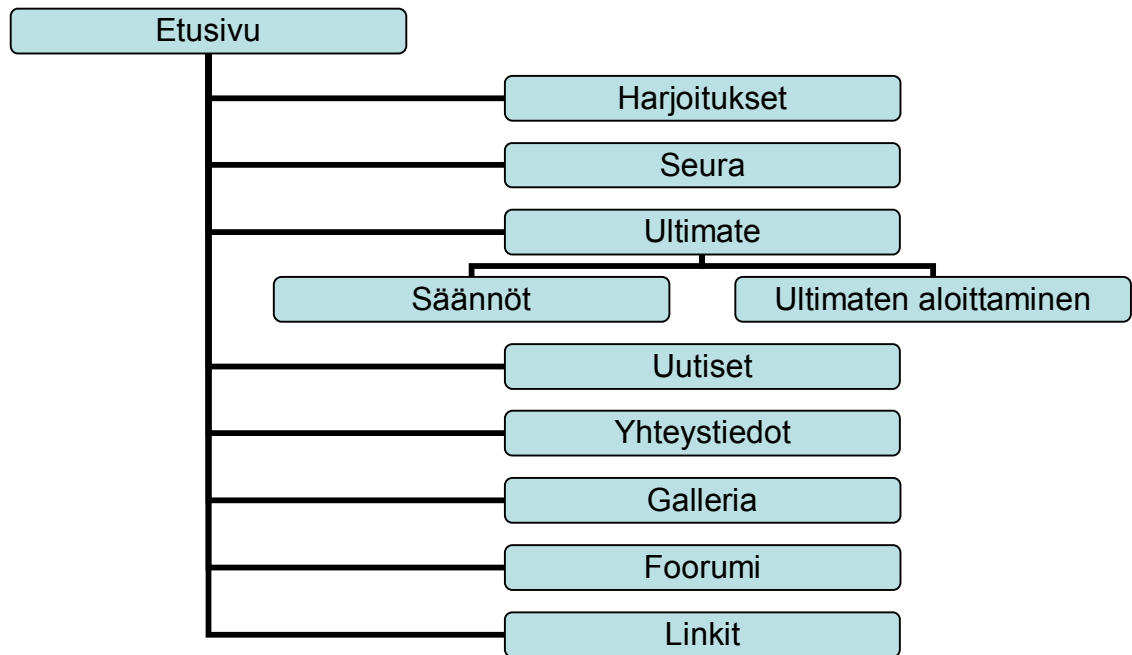 Etusivu
Harjoitukset
Seura
Ultimate
Säännöt
Ultimaten aloittaminen
Uutiset
Yhteystiedot
Galleria
Foorumi
Linkit